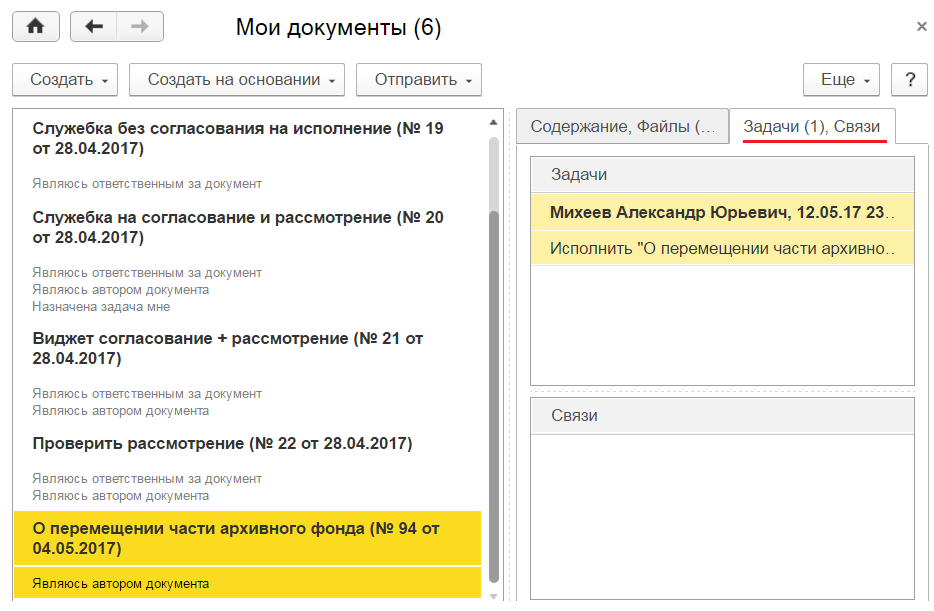 Мои документы (6)
Создать
Создать на основании
Отправить
Еще
?
Служебка без согласования на исполнение (№ 19
от 28.04.2017)
Являюсь ответственным за документ
Служебка на согласование и рассмотрение (№ 20
от 28.04.2017)
Являюсь ответственным за документ
Являюсь автором документа
Назначена задача мне
Виджет согласование + рассмотрение (№ 21 от
28.04.2017)
Являюсь ответственным за документ
Являюсь автором документа
Проверить рассмотрение (№ 22 от 28.04.2017)
Являюсь ответственным за документ
Являюсь автором документа
О перемещении части архивного фонда (№ 94 от
04.05.2017)
Являюсь автором документа
Содержание, Файлы (...
Задачи (1), Связи
Задачи
Михеев Александр Юрьевич, 12.05.17 23..
Исполнить "О перемещении части архивно..
Связи